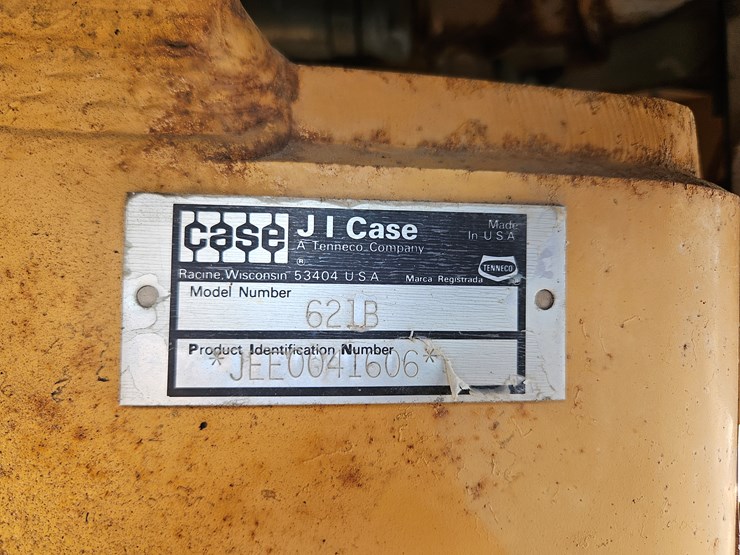 case
J I Case
A Tenneco Company
Made
In U S A
®
Racine, Wisconsin 53404 U S A
Marca Registrada
TENNECO
Model Number
621B
Product Identification Number
*JEE0041606*